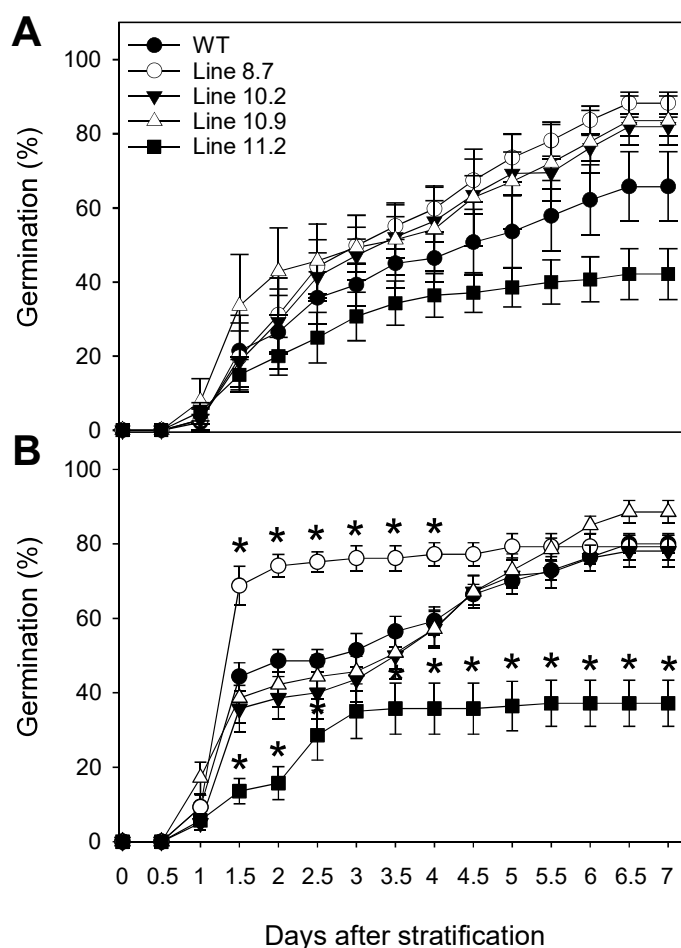 A
WT
Line 8.7
Line 10.2
Line 10.9
Line 11.2
Germination (%)
100
80
60
40
20
0
B
Germination (%)
100
80
60
40
20
0
* * * * * *
* * * * * * * *
*
* *
0 0.5 1 1.5 2 2.5 3 3.5 4 4.5 5 5.5 6 6.5 7
Days after stratification